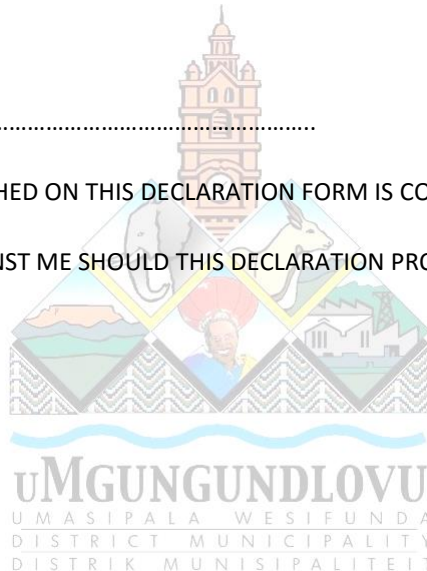 ……………………………………………..
HED ON THIS DECLARATION FORM IS CO
NST ME SHOULD THIS DECLARATION PRO
uMGUNGUNDLOVU
UMASIPALA WESIFUNDA
DISTRICT MUNICIPALITY
DISTRIK MUNISIPALITEIT